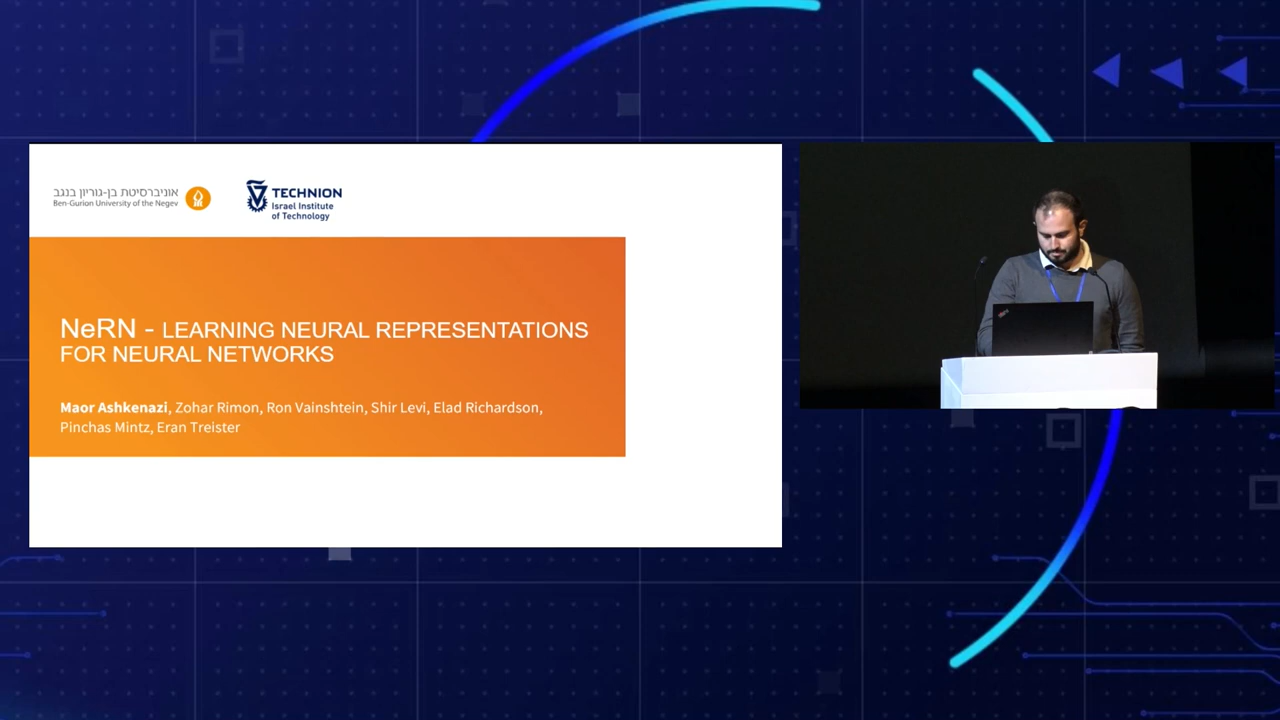 אוניברסיטת בן-גוריון בנגב
Ben-Gurion University of the Negev
TECHNION
Israel Institute
of Technology
NeRN - LEARNING NEURAL REPRESENTATIONS
FOR NEURAL NETWORKS
Maor Ashkenazi, Zohar Rimon, Ron Vainshtein, Shir Levi, Elad Richardson,
Pinchas Mintz, Eran Treister